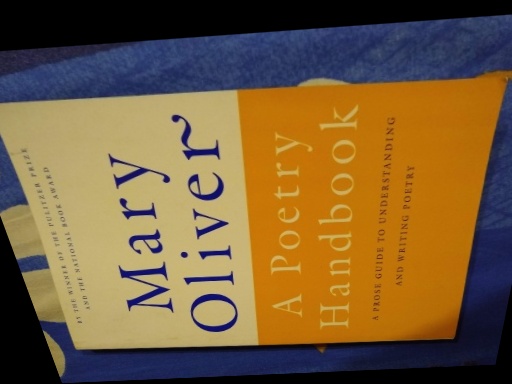 BY THE WINNER OF THE PULITZER PRIZE
AND THE NATIONAL BOOK AWARD
Mary
Oliver
A Poetry
Handbook
A PROSE GUIDE TO UNDERSTANDING
AND WRITING POETRY